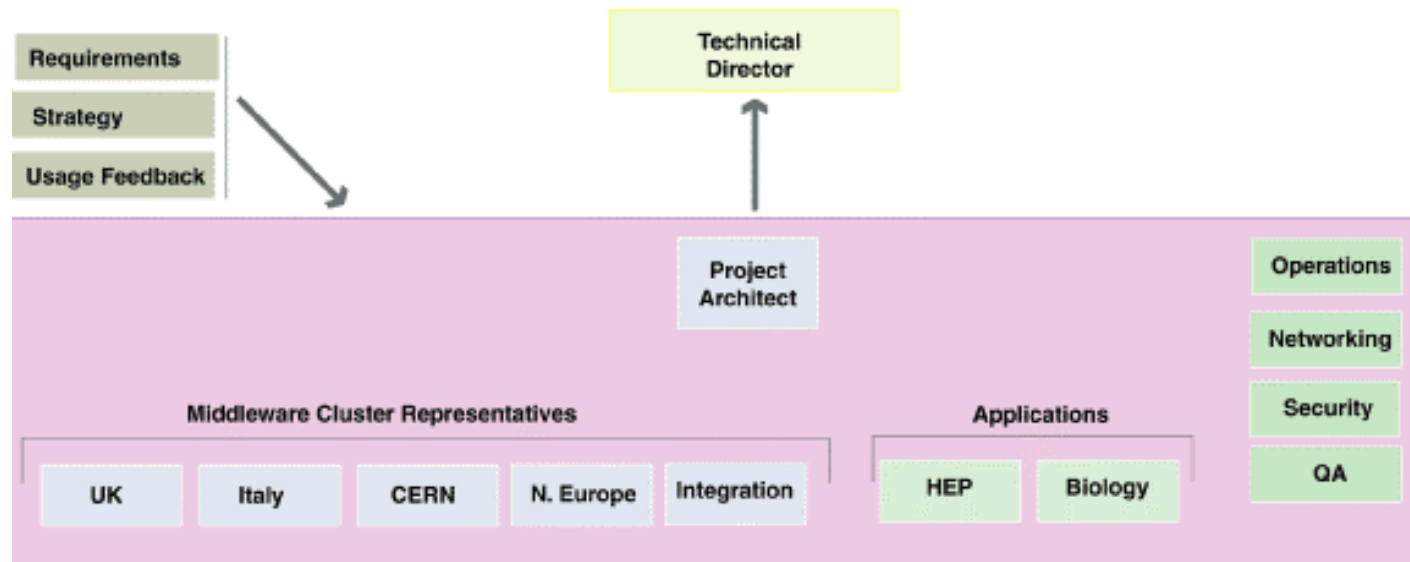 Requirements
Strategy
Usage Feedback
Technical
Director
Project
Architect
Operations
Networking
Security
QA
Middleware Cluster Representatives
UK
Italy
CERN
N. Europe
Integration
Applications
HEP
Biology